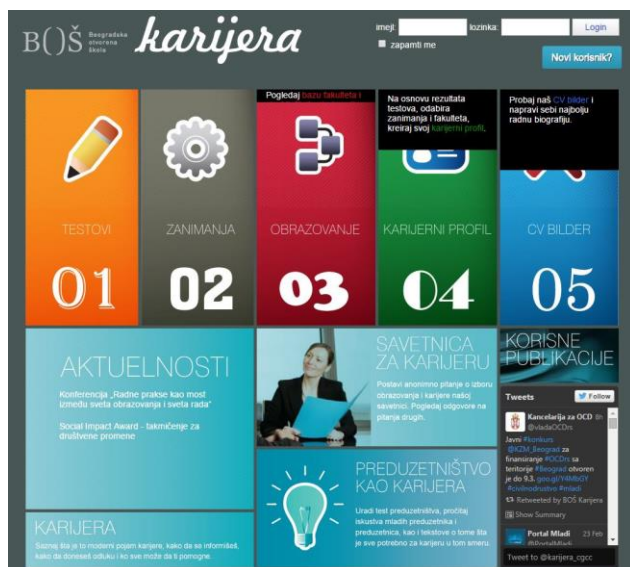 BOŠ Beogradska
otvorena
škola
karijera
imejl:
lozinka:
Login
zapamti me
Novi korisnik?
Pogledaj bazu fakulteta i
Na osnovu rezultata
testova, odabira
zanimanja i fakulteta,
kreiraj svoj karijerni profil.
Probaj naš CV bilder i
napravi sebi najbolju
radnu biografiju.
TESTOVI
ZANIMANJA
OBRAZOVANJE
KARIJERNI PROFIL
CV BILDER
01
02
03
04
05
AKTUELNOSTI
Konferencija „Radne prakse kao most
između sveta obrazovanja i sveta rada"
Social Impact Award - takmičenje za
društvene promene
SAVETNICA
ZA KARIJERU
Postavi anonimno pitanje o izboru
obrazovanja i karijere našoj
savetnici. Pogledaj odgovore na
pitanja drugih.
KORISNE
PUBLIKACIJE
Tweets
Follow
Kancelarija za OCD 8h
@vladaOCDrs
Javni #konkurs
@KZM_Beograd za
finansiranje #OCDrs sa
teritorije #Beograd otvoren
je do 9.3. geo.gl/Y4MbGY
#civilnodrustvo #mladi
Retweeted by BOŠ Karijera
Show Summary
Portal Mladi 23 Feb
@PortalMladi
Tweet to @karijera_cgcc
PREDUZETNIŠTVO
KAO KARIJERA
Uradi test preduzetništva, pročitaj
iskustva mladih preduzetnika i
preduzetnica, kao i tekstove o tome šta
je sve potrebno za karijeru u tom smeru.
KARIJERA
Saznaj šta je to moderni pojam karijere, kako da se informišeš,
kako da doneseš odluku i ko sve može da ti pomogne.